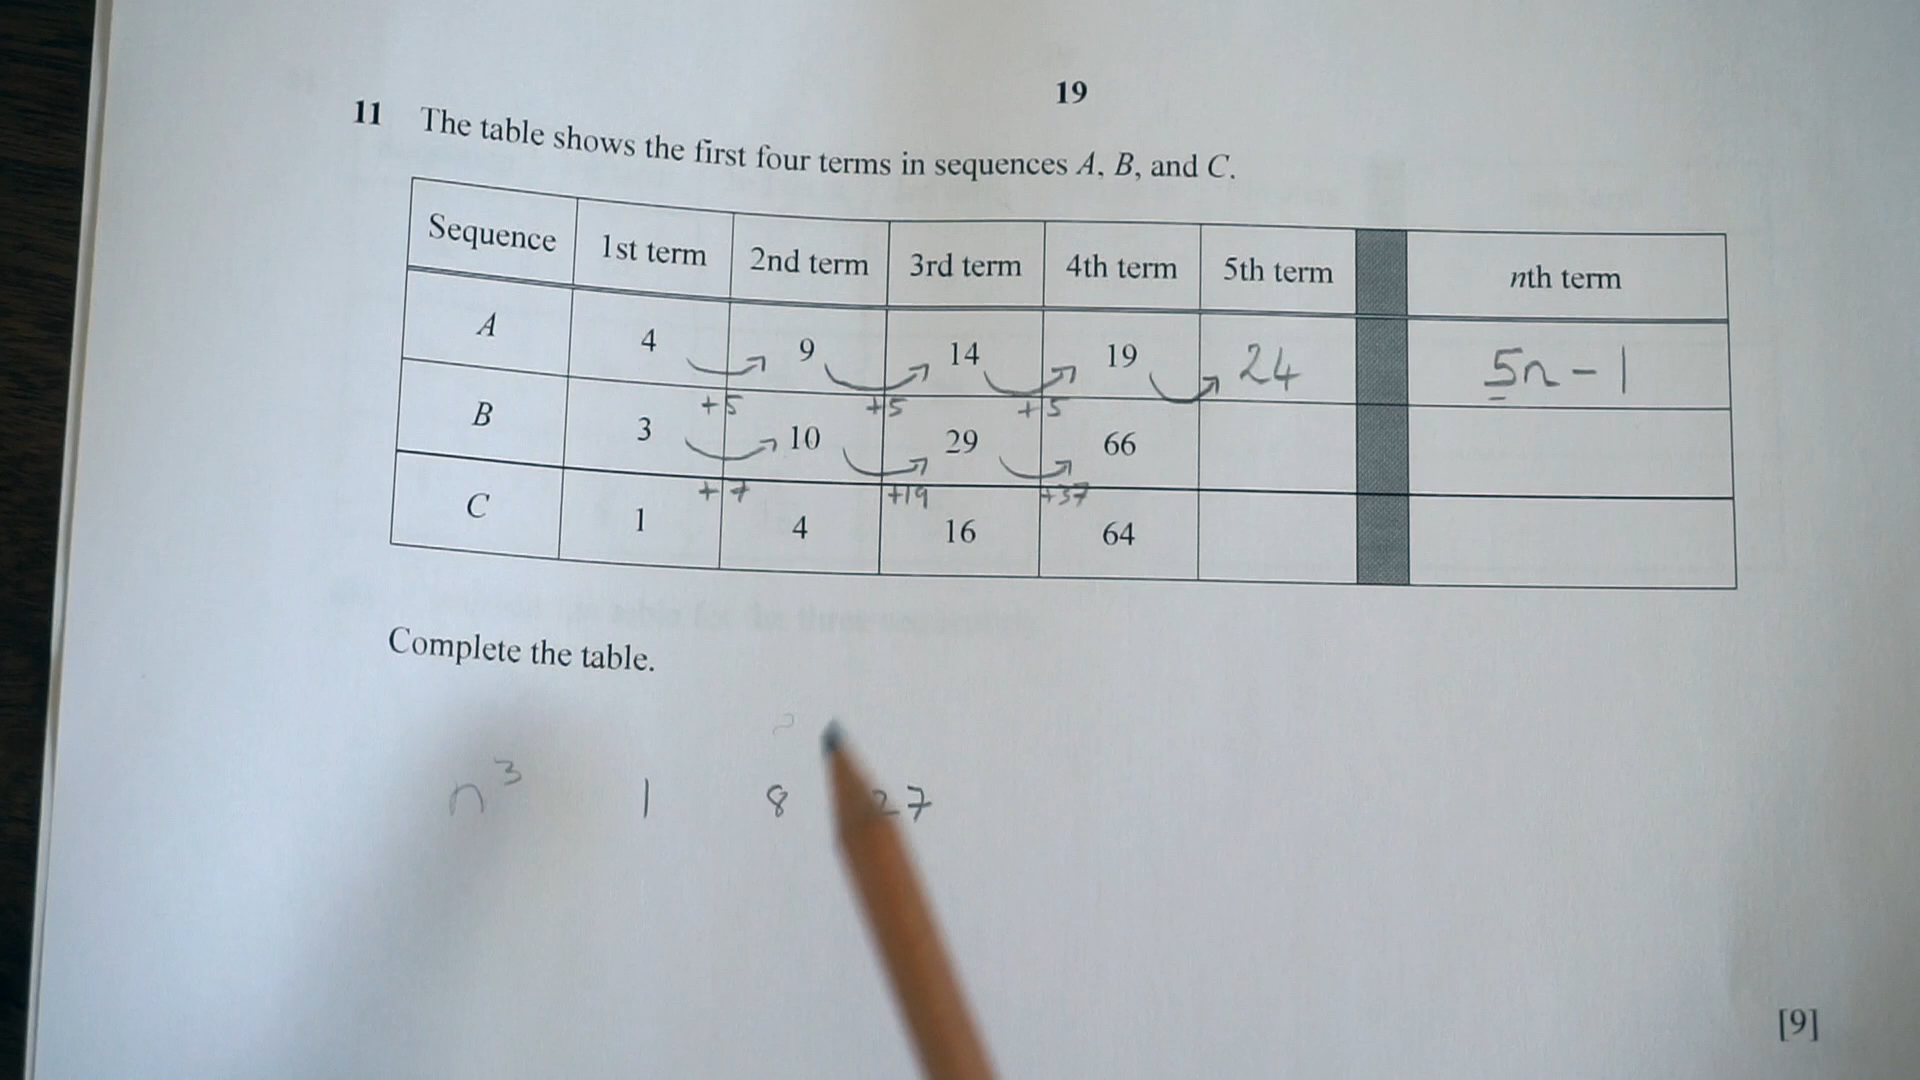 19
11 The table shows the first four terms in sequences A, B, and C.
Sequence 1st term 2nd term 3rd term 4th term 5th term nth term
A 4 9 14 19 24 5n - 1
+5 +5 +5
B 3 10 29 66
+7 +19 +37
C 1 4 16 64
Complete the table.
2
n³ 1 8 27
[9]